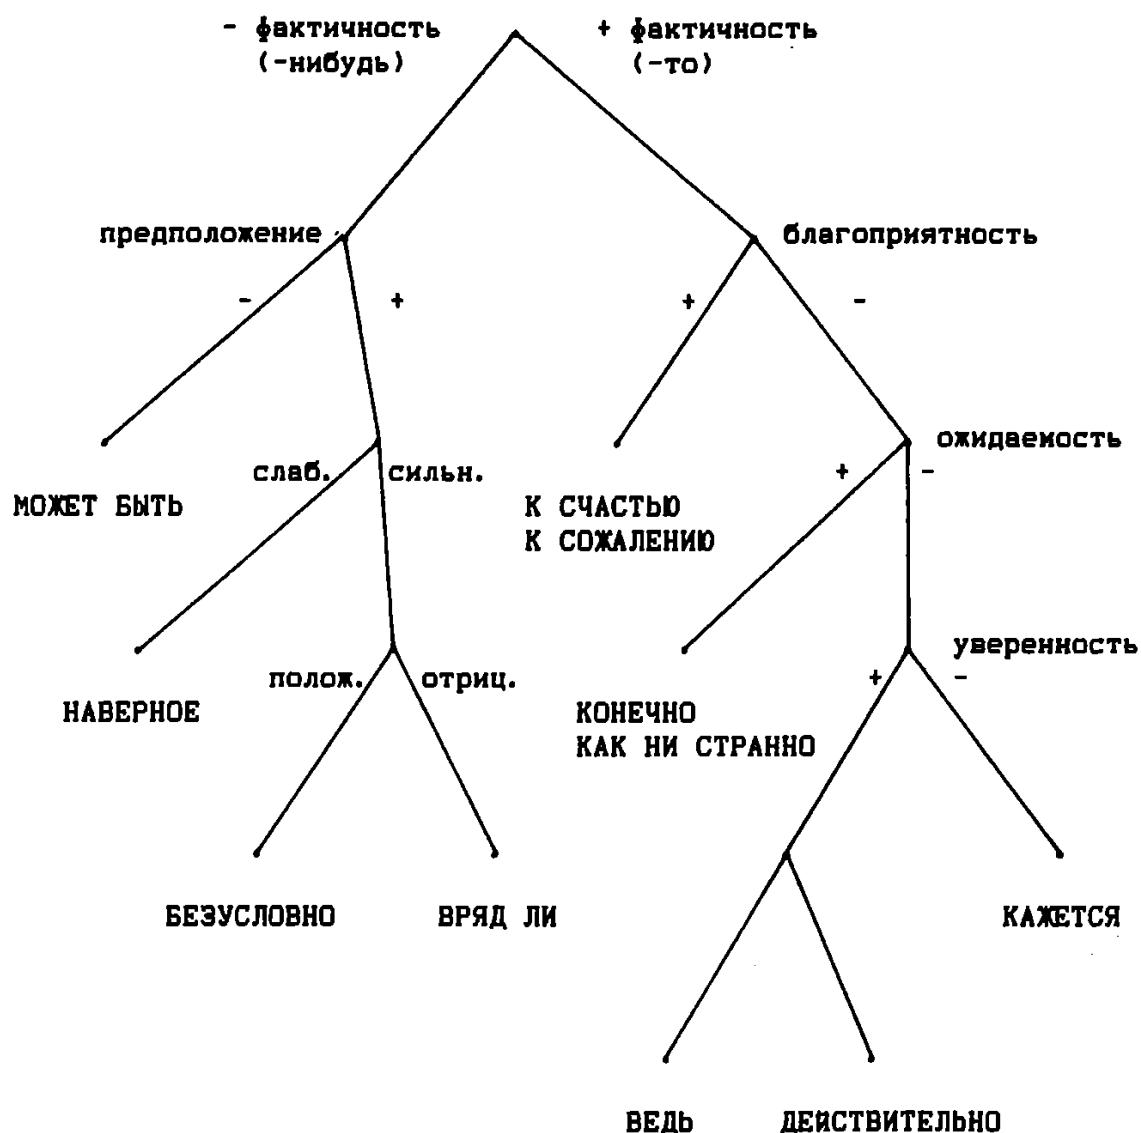 - фактичность + фактичность
(-нибудь) (-то)
предположение благоприятность
- + + -
ожидаемость
слаб. сильн. + -
МОЖЕТ БЫТЬ К СЧАСТЬЮ
К СОЖАЛЕНИЮ
уверенность
полож. отриц. + -
НАВЕРНОЕ КОНЕЧНО
КАК НИ СТРАННО
БЕЗУСЛОВНО ВРЯД ЛИ КАЖЕТСЯ
ВЕДЬ ДЕЙСТВИТЕЛЬНО